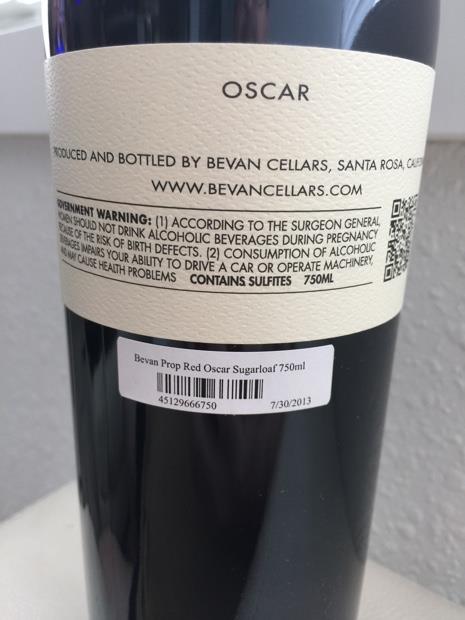 OSCAR
PRODUCED AND BOTTLED BY BEVAN CELLARS, SANTA ROSA,
WWW.BEVANCELLARS.COM
GOVERNMENT WARNING: (1) ACCORDING TO THE SURGEON GENERAL,
WOMEN SHOULD NOT DRINK ALCOHOLIC BEVERAGES DURING PREGNANCY
BECAUSE OF THE RISK OF BIRTH DEFECTS. (2) CONSUMPTION OF ALCOHOLIC
BEVERAGES IMPAIRS YOUR ABILITY TO DRIVE A CAR OR OPERATE MACHINERY,
AND MAY CAUSE HEALTH PROBLEMS CONTAINS SULFITES 750ML
Bevan Prop Red Oscar Sugarloaf 750ml
45129666750 7/30/2013